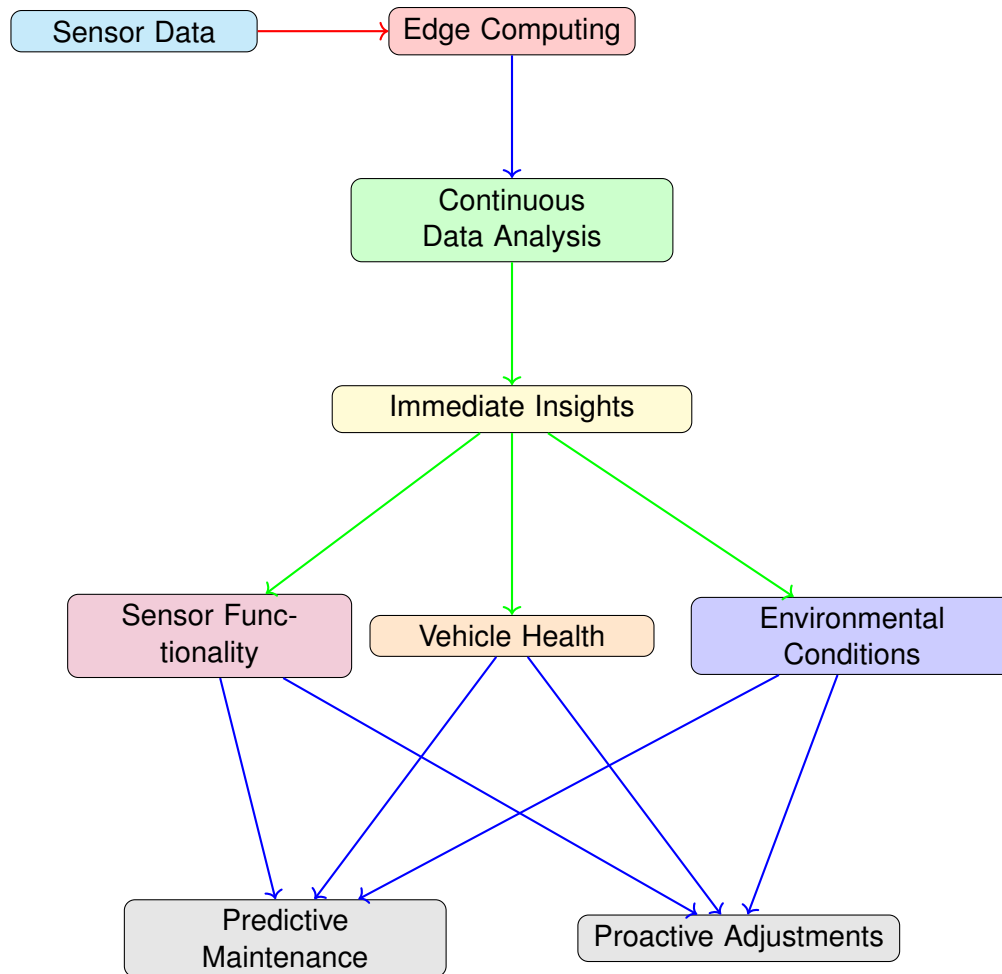 Sensor Data
Edge Computing
Continuous
Data Analysis
Immediate Insights
Sensor Func-
tionality
Vehicle Health
Environmental
Conditions
Predictive
Maintenance
Proactive Adjustments